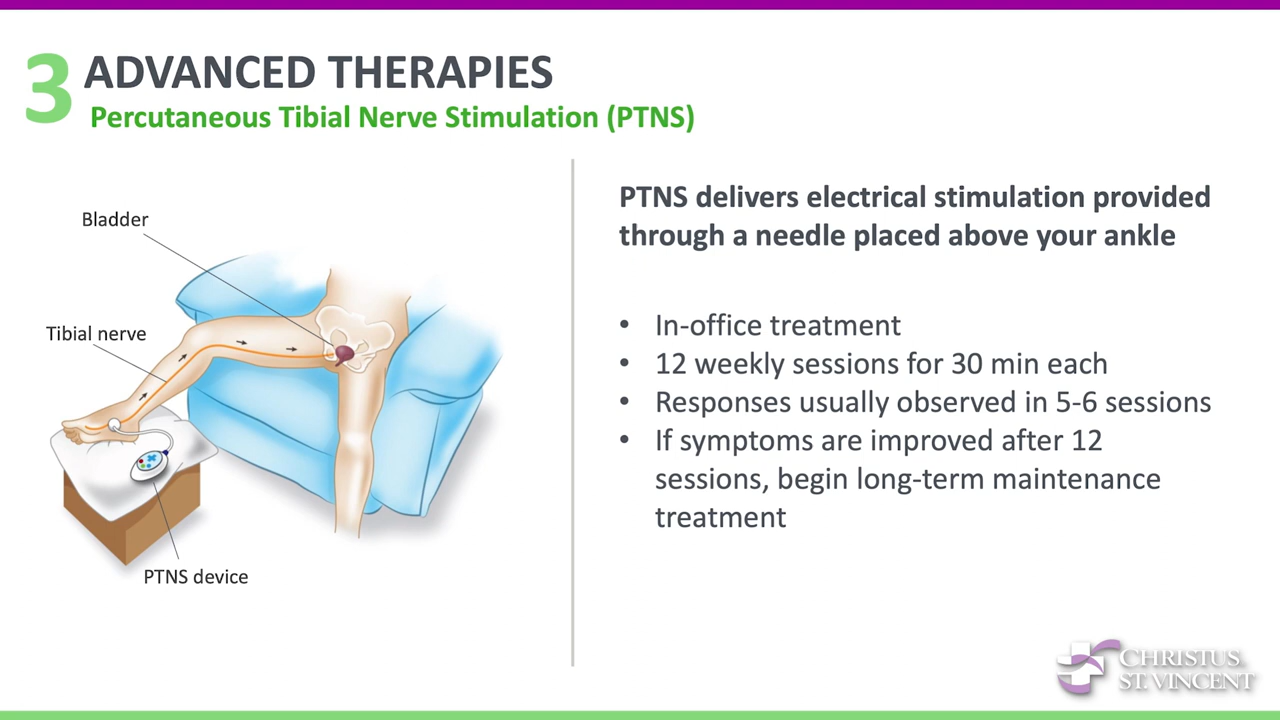 3
ADVANCED THERAPIES
Percutaneous Tibial Nerve Stimulation (PTNS)
Bladder
Tibial nerve
PTNS device
PTNS delivers electrical stimulation provided
through a needle placed above your ankle
• In-office treatment
• 12 weekly sessions for 30 min each
• Responses usually observed in 5-6 sessions
• If symptoms are improved after 12
sessions, begin long-term maintenance
treatment
CHRISTUS
ST. VINCENT